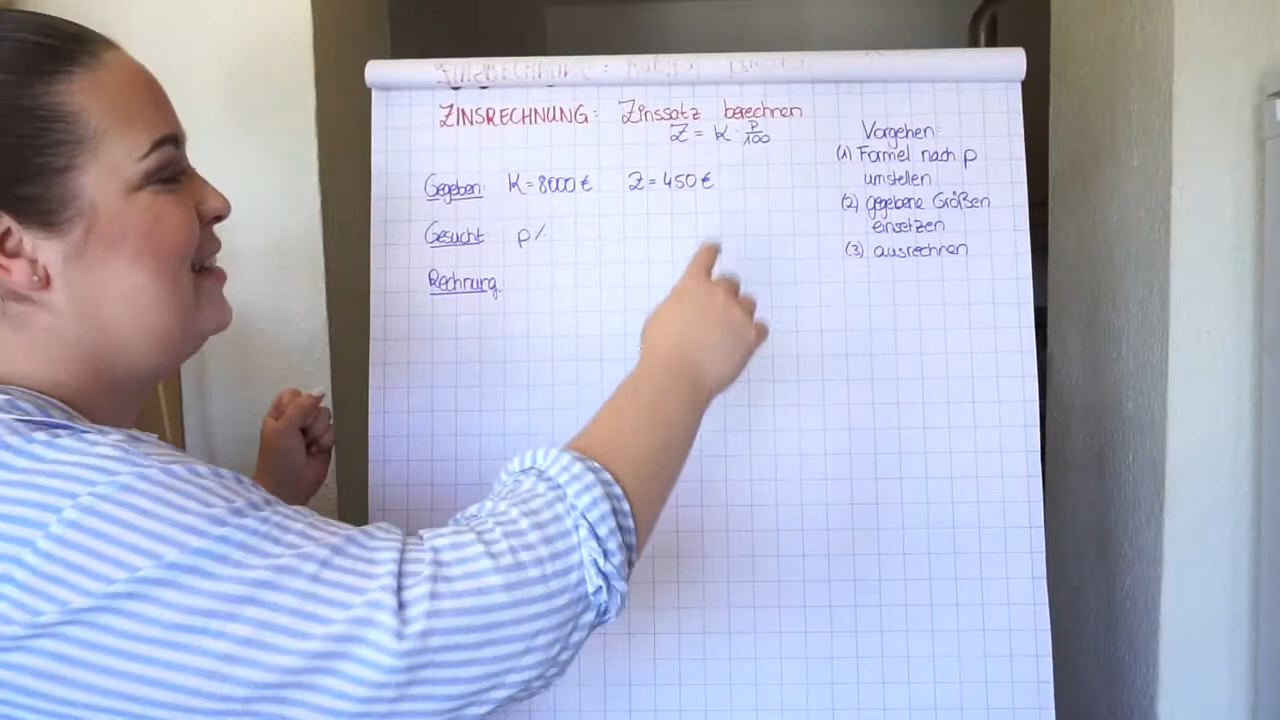 ZINSRECHNUNG: Zinssatz berechnen
Z = K · p/100
Gegeben: K = 8000 € Z = 450 €
Gesucht p %
Rechnung:
Vorgehen:
(1) Formel nach p
umstellen
(2) gegebene Größen
einsetzen
(3) ausrechnen